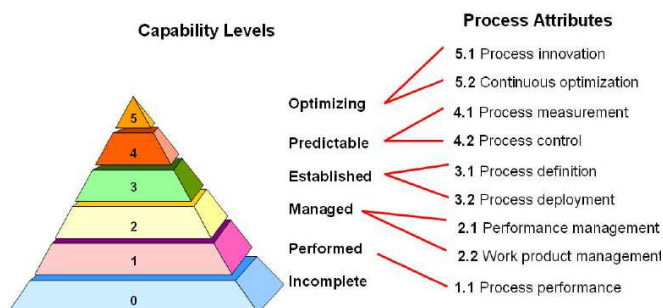 Process Attributes
Capability Levels
5.1 Process innovation
5.2 Continuous optimization
Optimizing
4.1 Process measurement
5
Predictable
4.2 Process control
4
Established
3.1 Process definition
3
3.2 Process deployment
Managed
2.1 Performance management
2
Performed
2.2 Work product management
1
Incomplete
1.1 Process performance
0